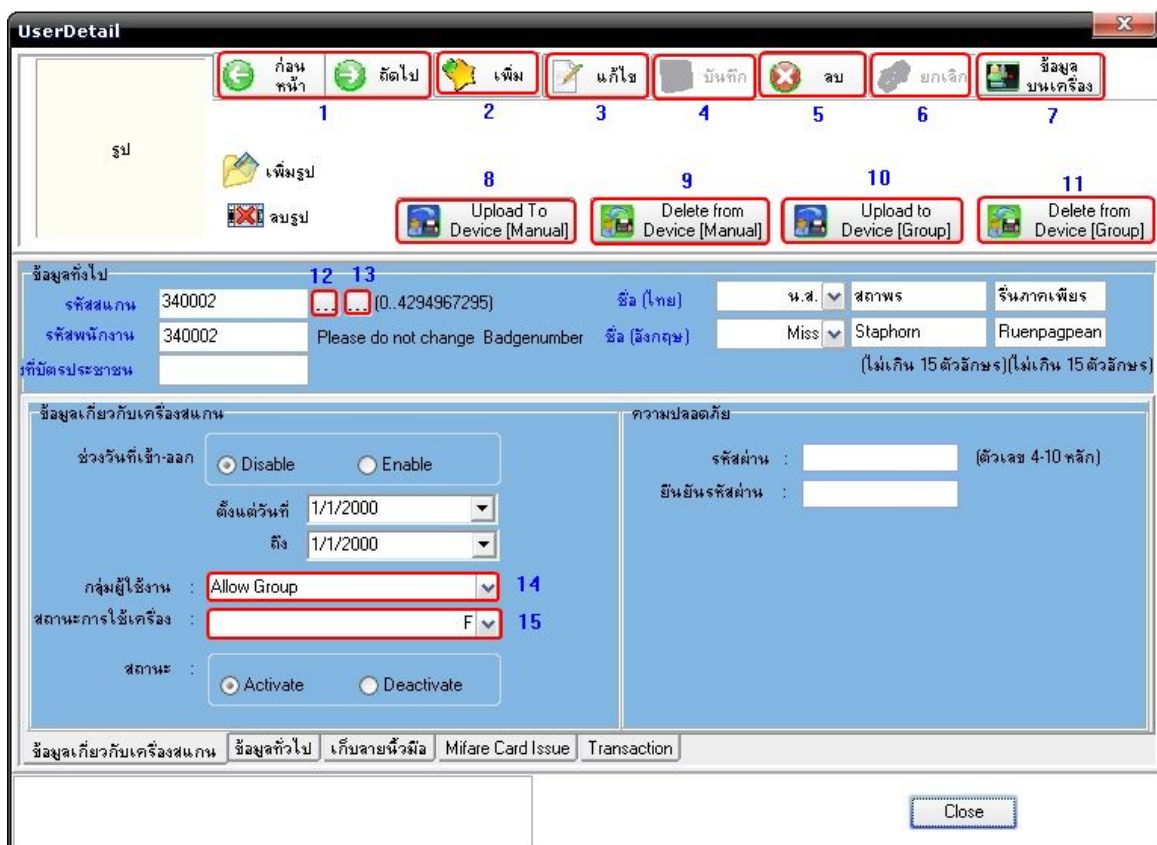 UserDetail
X
ก่อนหน้า
ถัดไป
เพิ่ม
แก้ไข
บันทึก
ลบ
ยกเลิก
ข้อมูลบนเครื่อง
1 2 3 4 5 6 7
รูป
เพิ่มรูป
ลบรูป
8 9 10 11
Upload To Device [Manual]
Delete from Device [Manual]
Upload to Device [Group]
Delete from Device [Group]
ข้อมูลทั่งไป
12 13
รหัสสแกน 340002 ... ... (0..4294967295) ชื่อ (ไทย) น.ส. สถาพร รื่นภาคเพียร
รหัสพนักงาน 340002 Please do not change Badgenumber ชื่อ (อังกฤษ) Miss Staphorn Ruenpagpean
ที่บัตรประชาชน (ไม่เกิน 15 ตัวอักษร)(ไม่เกิน 15 ตัวอักษร)
ข้อมูลเกี่ยวกับเครื่องสแกน
ช่วงวันที่เข้า-ออก Disable Enable
ตั้งแต่วันที่ 1/1/2000
ถึง 1/1/2000
กลุ่มผู้ใช้งาน : Allow Group 14
สถานะการใช้เครื่อง : F 15
สถานะ : Activate Deactivate
ความปลอดภัย
รหัสผ่าน : (ตัวเลข 4-10 หลัก)
ยืนยันรหัสผ่าน :
ข้อมูลเกี่ยวกับเครื่องสแกน ข้อมูลทั่วไป เก็บลายนิ้วมือ Mifare Card Issue Transaction
Close